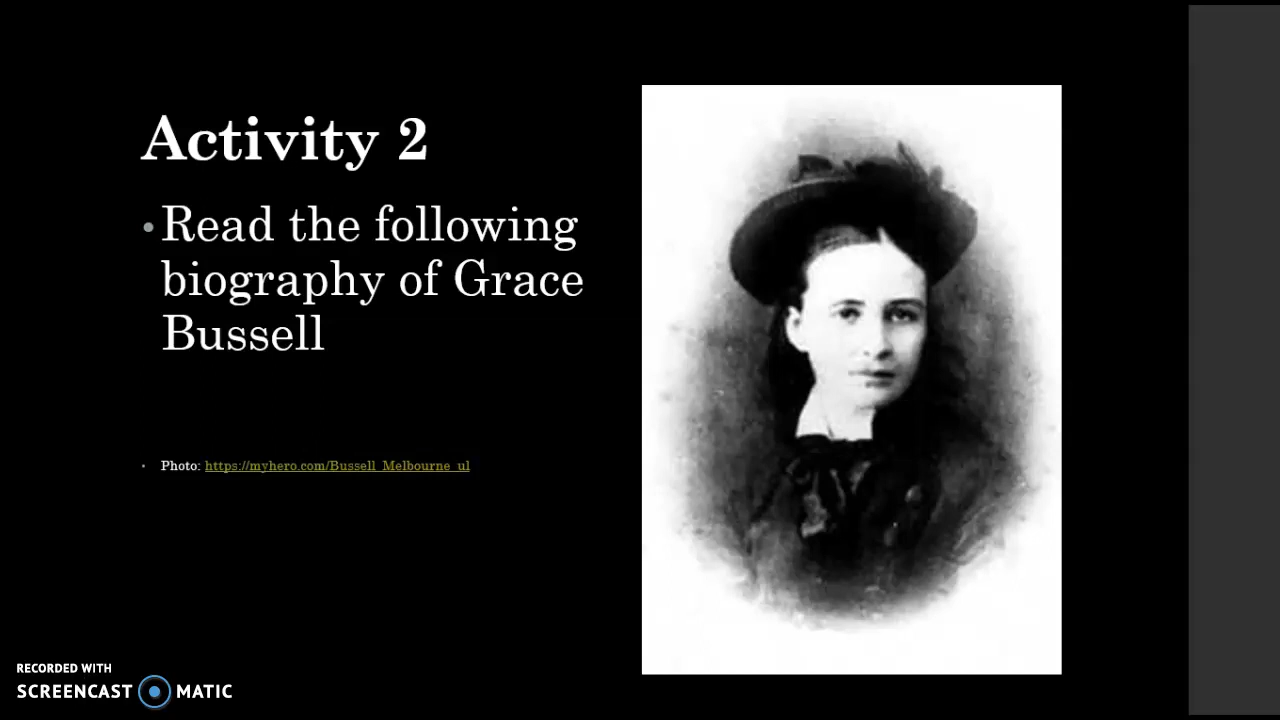 Activity 2
•Read the following
biography of Grace
Bussell
• Photo: https://myhero.com/Bussell_Melbourne_ul
RECORDED WITH
SCREENCAST MATIC